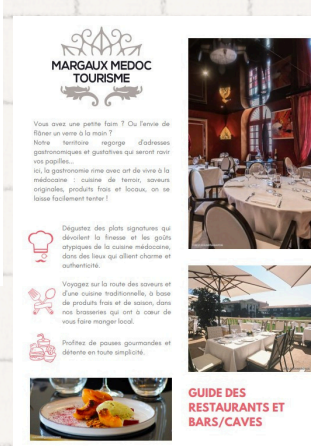 MARGAUX MEDOC
TOURISME
Vous avez une petite faim ? Ou l'envie de
flâner un verre à la main ?
Notre territoire regorge d'adresses
gastronomiques et gustatives qui seront ravir
vos papilles...
ici, la gastronomie rime avec art de vivre à la
médocaine : cuisine de terroir, saveurs
originales, produits frais et locaux, on se
laisse facilement tenter !
Dégustez des plats signatures qui
dévoilent la finesse et les goûts
atypiques de la cuisine médocaine,
dans des lieux qui allient charme et
authenticité.
Voyagez sur la route des saveurs et
d'une cuisine traditionnelle, à base
de produits frais et de saison, dans
nos brasseries qui ont à cœur de
vous faire manger local.
Profitez de pauses gourmandes et
détente en toute simplicité.
GUIDE DES
RESTAURANTS ET
BARS/CAVES